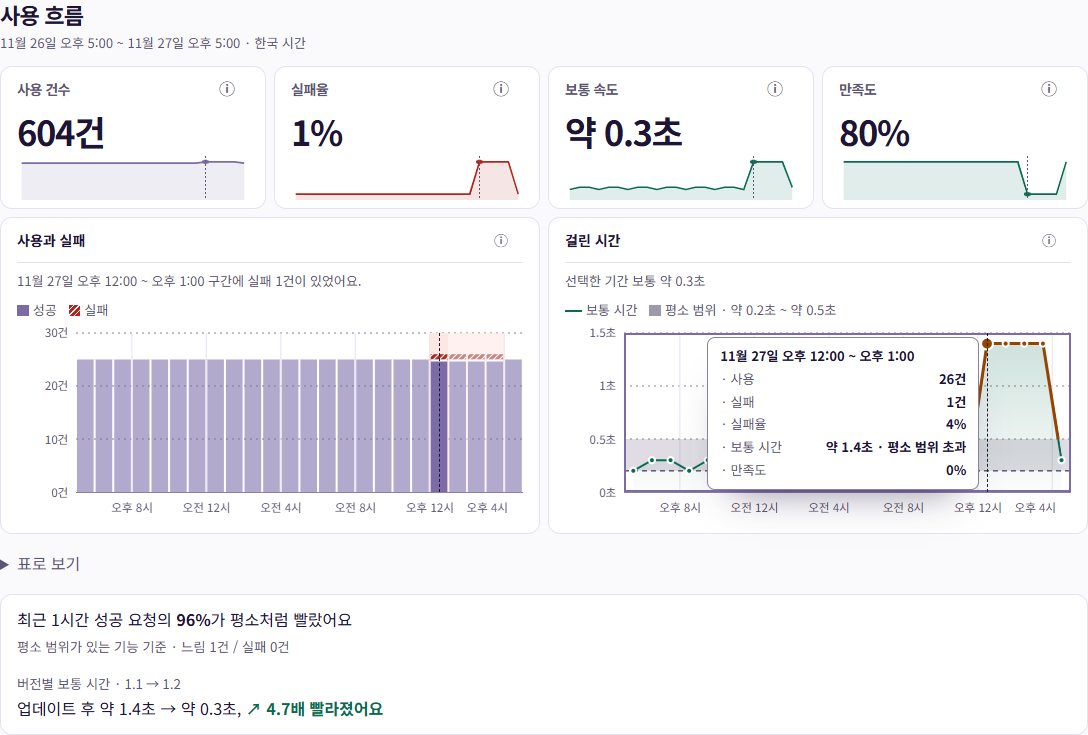 사용 흐름
11월 26일 오후 5:00 ~ 11월 27일 오후 5:00 · 한국 시간
사용 건수
604건
실패율
1%
보통 속도
약 0.3초
만족도
80%
사용과 실패
11월 27일 오후 12:00 ~ 오후 1:00 구간에 실패 1건이 있었어요.
성공 실패
30건
20건
10건
0건
오후 8시 오전 12시 오전 4시 오전 8시 오후 12시 오후 4시
걸린 시간
선택한 기간 보통 약 0.3초
보통 시간 평소 범위 · 약 0.2초 ~ 약 0.5초
1.5초
1초
0.5초
0초
11월 27일 오후 12:00 ~ 오후 1:00
· 사용 26건
· 실패 1건
· 실패율 4%
· 보통 시간 약 1.4초 · 평소 범위 초과
· 만족도 0%
오후 8시 오전 12시 오전 4시 오전 8시 오후 12시 오후 4시
▶ 표로 보기
최근 1시간 성공 요청의 96%가 평소처럼 빨랐어요
평소 범위가 있는 기능 기준 · 느림 1건 / 실패 0건
버전별 보통 시간 · 1.1 → 1.2
업데이트 후 약 1.4초 → 약 0.3초, ↗ 4.7배 빨라졌어요